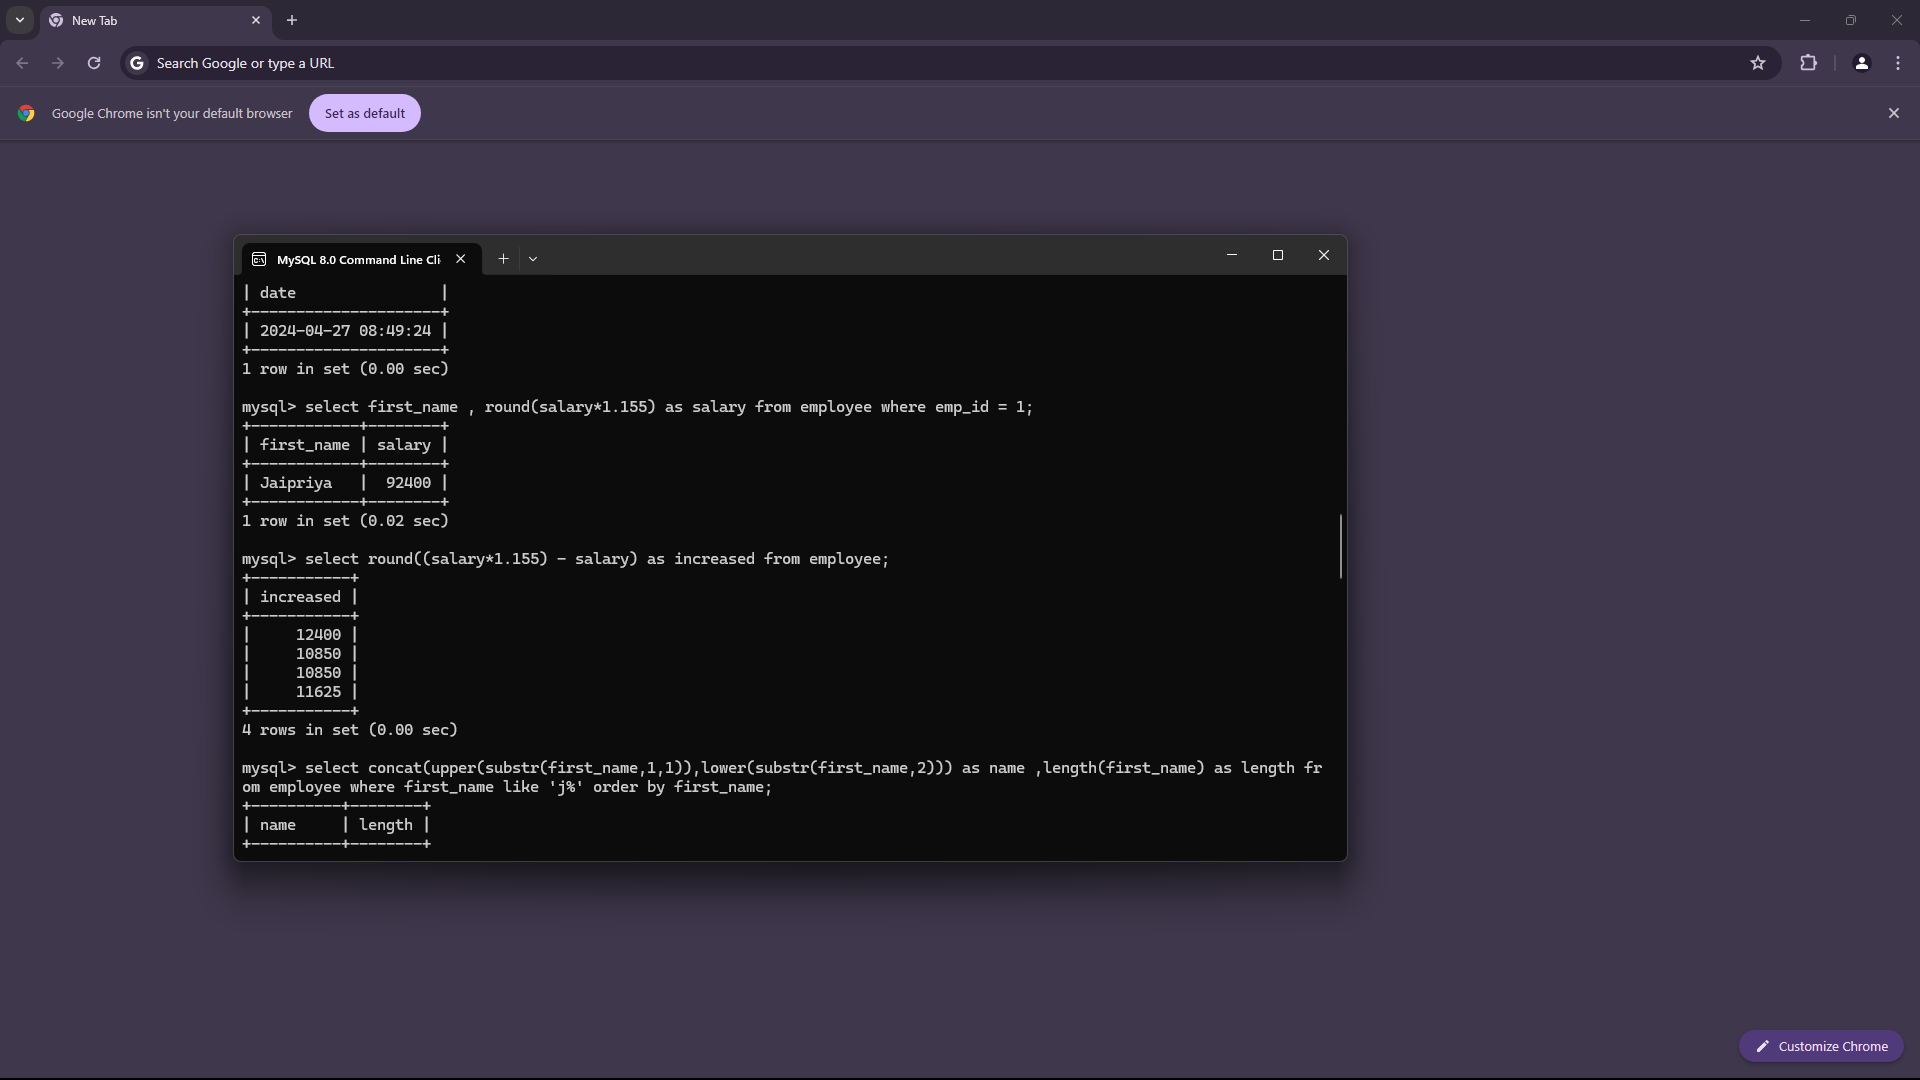 New Tab
Search Google or type a URL
Google Chrome isn't your default browser
Set as default
MySQL 8.0 Command Line Cli
| date                |
+---------------------+
| 2024-04-27 08:49:24 |
+---------------------+
1 row in set (0.00 sec)
mysql> select first_name , round(salary*1.155) as salary from employee where emp_id = 1;
+------------+--------+
| first_name | salary |
+------------+--------+
| Jaipriya   |  92400 |
+------------+--------+
1 row in set (0.02 sec)
mysql> select round((salary*1.155) - salary) as increased from employee;
+-----------+
| increased |
+-----------+
|     12400 |
|     10850 |
|     10850 |
|     11625 |
+-----------+
4 rows in set (0.00 sec)
mysql> select concat(upper(substr(first_name,1,1)),lower(substr(first_name,2))) as name ,length(first_name) as length fr
om employee where first_name like 'j%' order by first_name;
+----------+--------+
| name     | length |
+----------+--------+
Customize Chrome